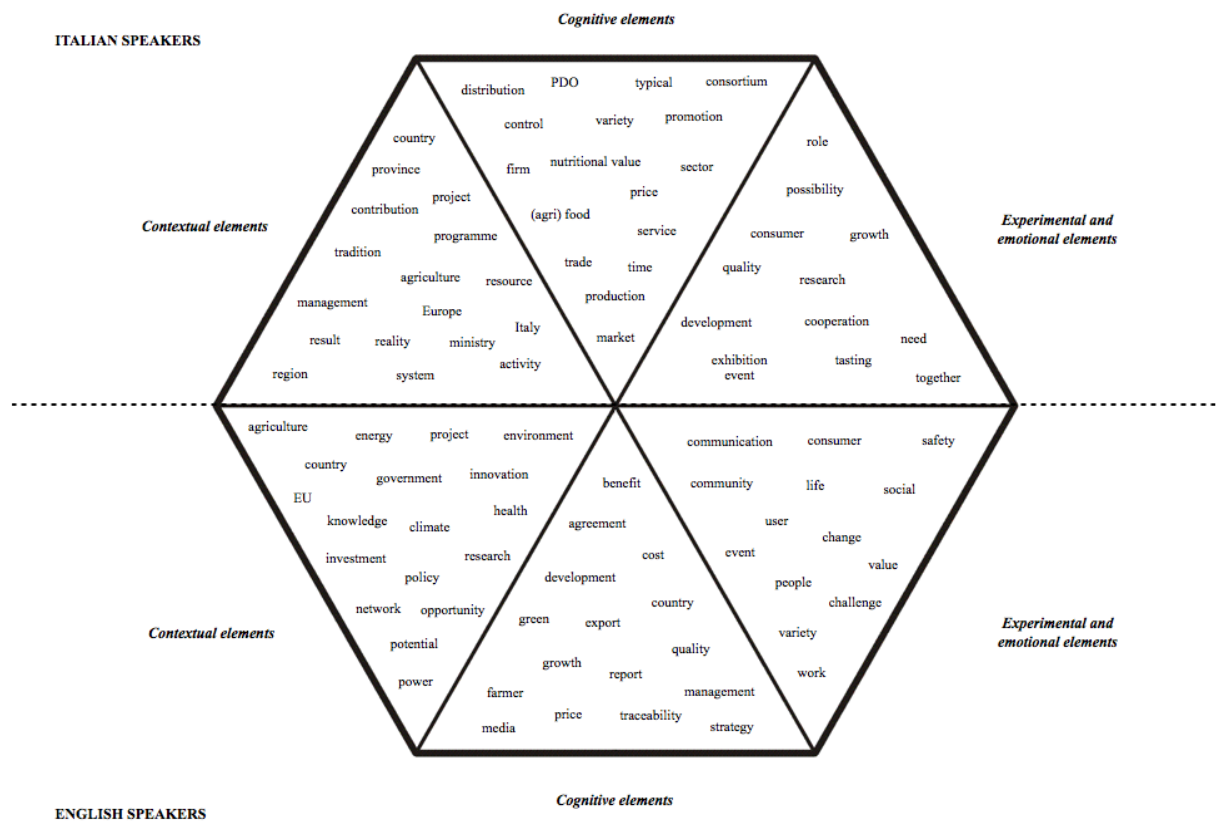 Cognitive elements
ITALIAN SPEAKERS
distribution PDO typical consortium
control variety promotion
firm nutritional value sector
price
(agri) food
service
trade time
production
market
Contextual elements
country
province
project
contribution
programme
tradition
agriculture resource
management
Europe
Italy
result reality ministry
activity
region system
Experimental and
emotional elements
role
possibility
consumer growth
quality
research
development cooperation
need
exhibition
event
tasting
together
agriculture energy project environment
country
government innovation
EU
health
knowledge climate
investment research
policy
network opportunity
potential
power
Contextual elements
benefit
agreement
cost
development
country
green export
quality
growth
report
farmer management
media price traceability strategy
communication consumer safety
community life social
user
change
event
value
people
challenge
variety
work
Experimental and
emotional elements
Cognitive elements
ENGLISH SPEAKERS